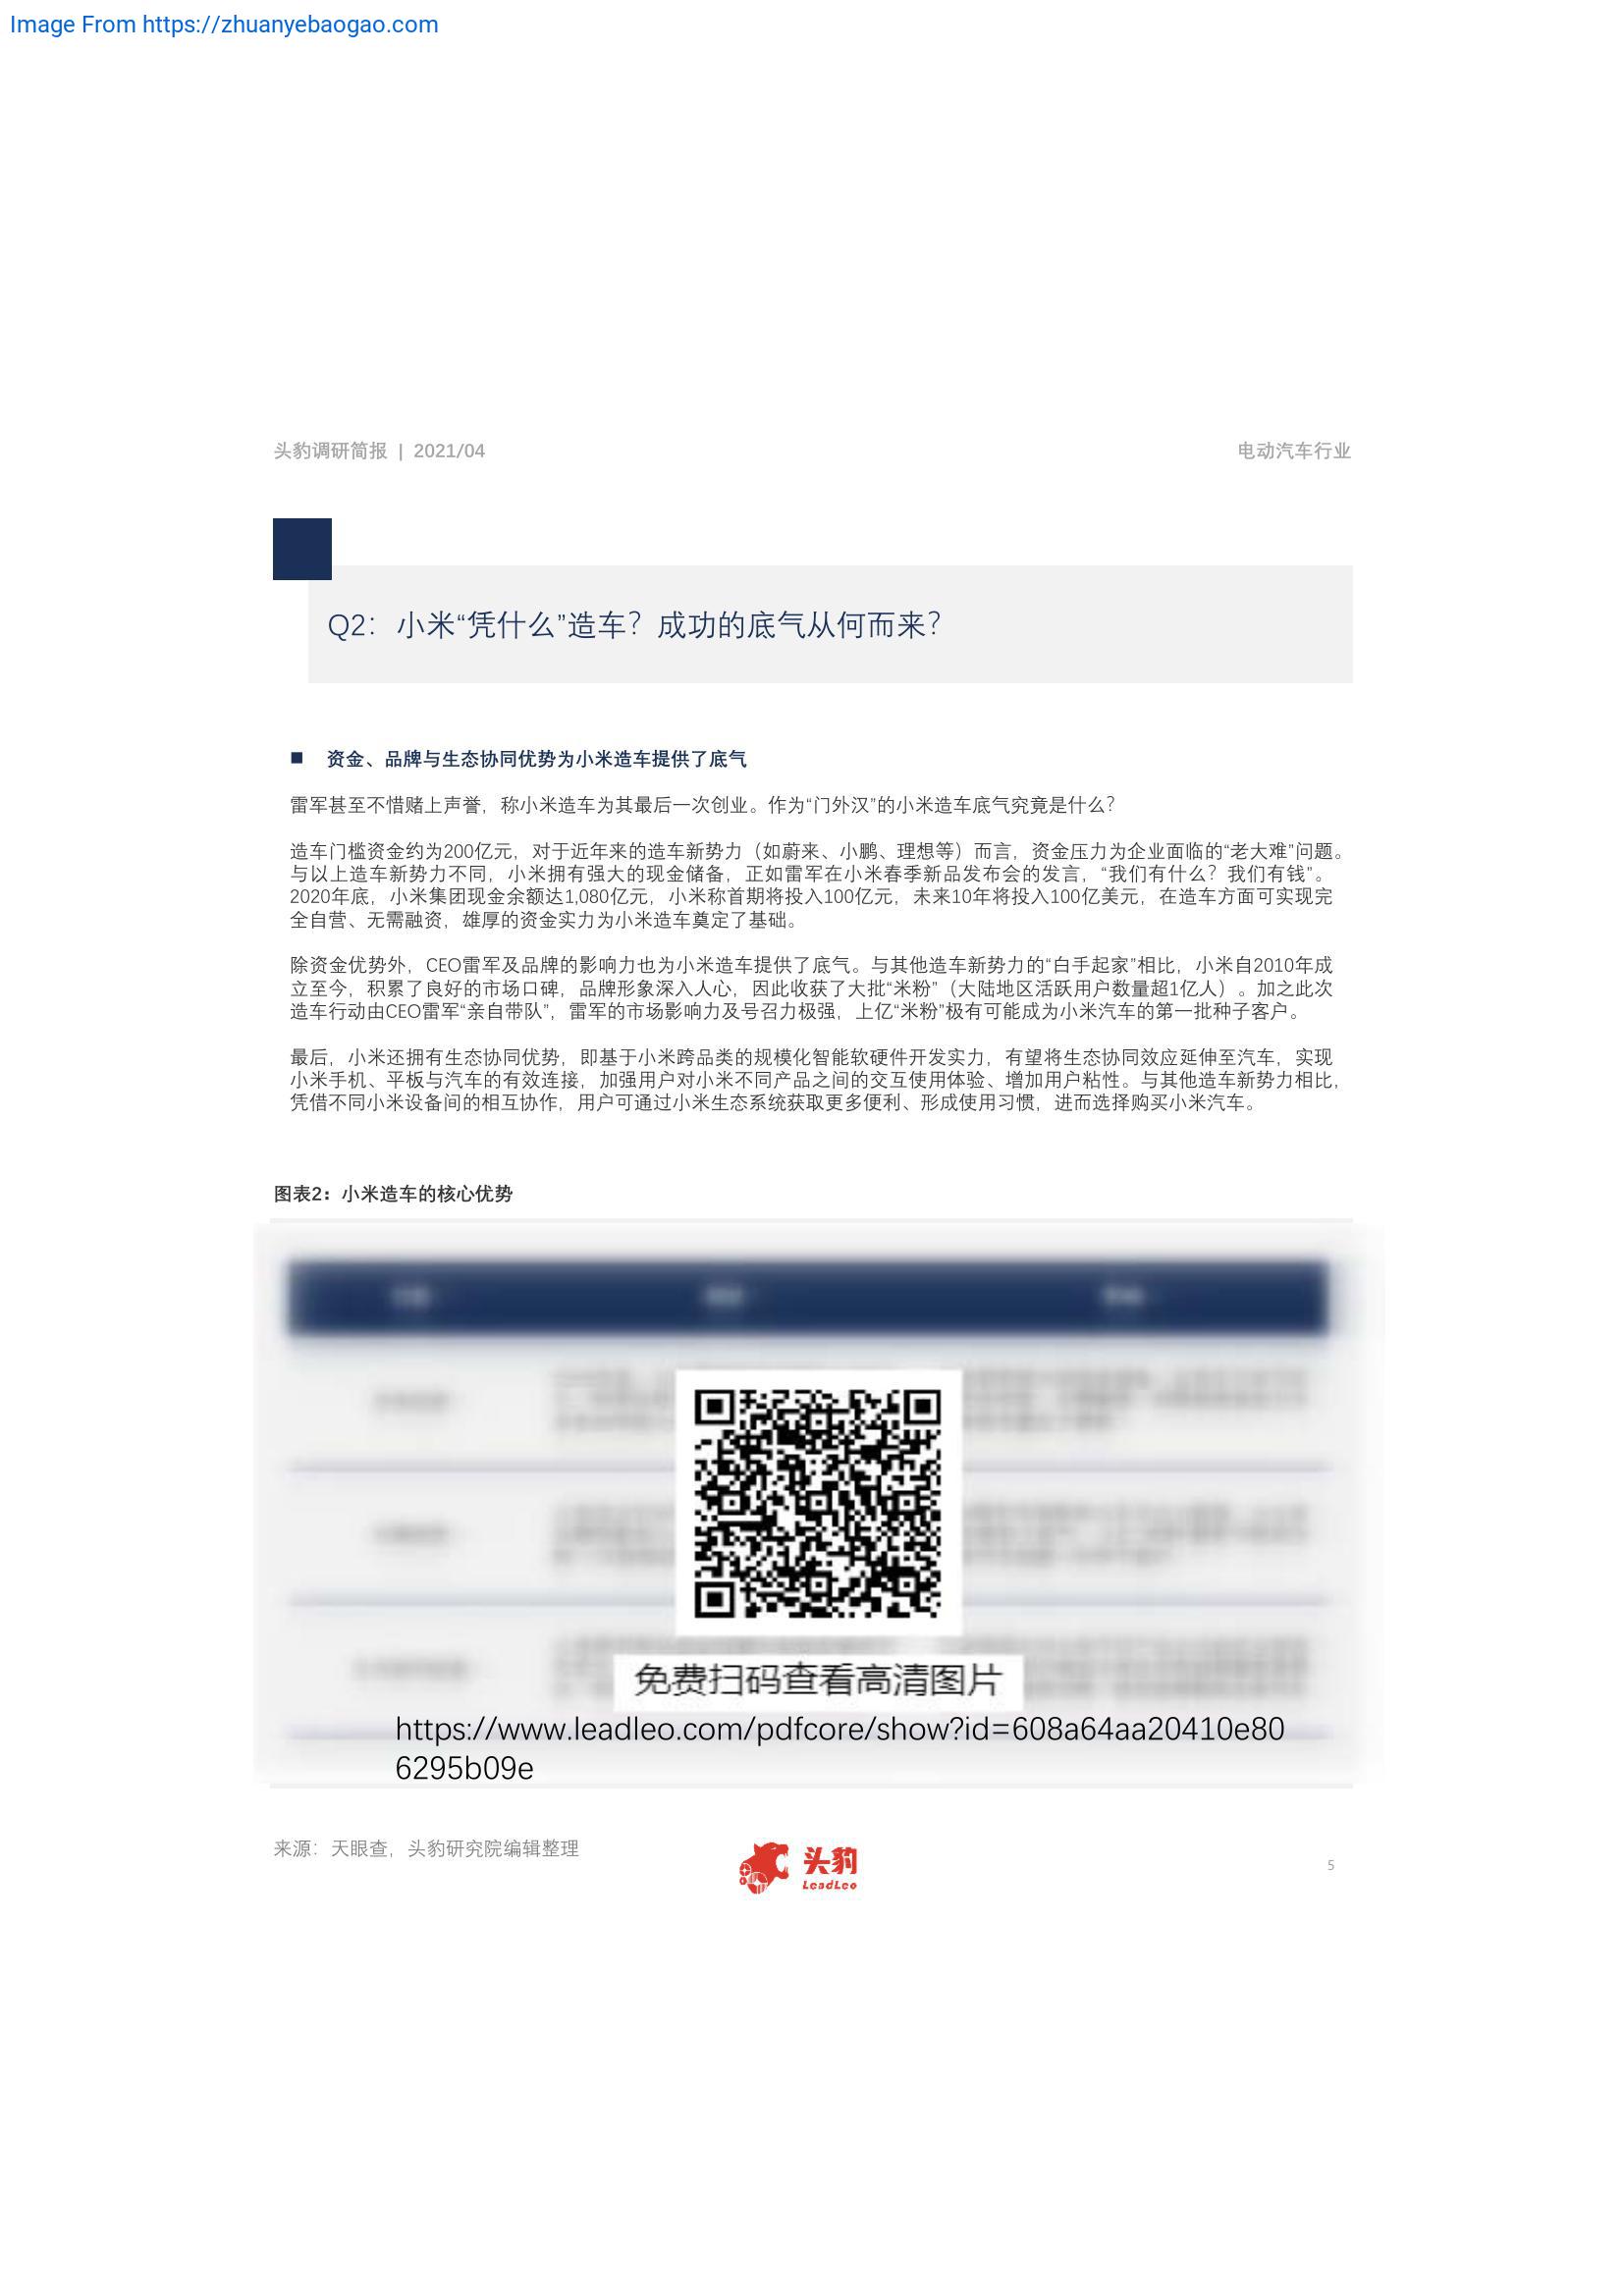 Image From https://zhuanyebaogao.com
头豹调研简报 | 2021/04
电动汽车行业
Q2：小米“凭什么”造车？成功的底气从何而来？
■ 资金、品牌与生态协同优势为小米造车提供了底气
雷军甚至不惜赌上声誉，称小米造车为其最后一次创业。作为“门外汉”的小米造车底气究竟是什么？
造车门槛资金约为200亿元，对于近年来的造车新势力（如蔚来、小鹏、理想等）而言，资金压力为企业面临的“老大难”问题。
与以上造车新势力不同，小米拥有强大的现金储备，正如雷军在小米春季新品发布会的发言，“我们有什么？我们有钱”。
2020年底，小米集团现金余额达1,080亿元，小米称首期将投入100亿元，未来10年将投入100亿美元，在造车方面可实现完
全自营、无需融资，雄厚的资金实力为小米造车奠定了基础。
除资金优势外，CEO雷军及品牌的影响力也为小米造车提供了底气。与其他造车新势力的“白手起家”相比，小米自2010年成
立至今，积累了良好的市场口碑，品牌形象深入人心，因此收获了大批“米粉”（大陆地区活跃用户数量超1亿人）。加之此次
造车行动由CEO雷军“亲自带队”，雷军的市场影响力及号召力极强，上亿“米粉”极有可能成为小米汽车的第一批种子客户。
最后，小米还拥有生态协同优势，即基于小米跨品类的规模化智能软硬件开发实力，有望将生态协同效应延伸至汽车，实现
小米手机、平板与汽车的有效连接，加强用户对小米不同产品之间的交互使用体验、增加用户粘性。与其他造车新势力相比，
凭借不同小米设备间的相互协作，用户可通过小米生态系统获取更多便利、形成使用习惯，进而选择购买小米汽车。
图表2：小米造车的核心优势
免费扫码查看高清图片
https://www.leadleo.com/pdfcore/show?id=608a64aa20410e80
6295b09e
来源：天眼查，头豹研究院编辑整理
头豹
LeadLeo
5